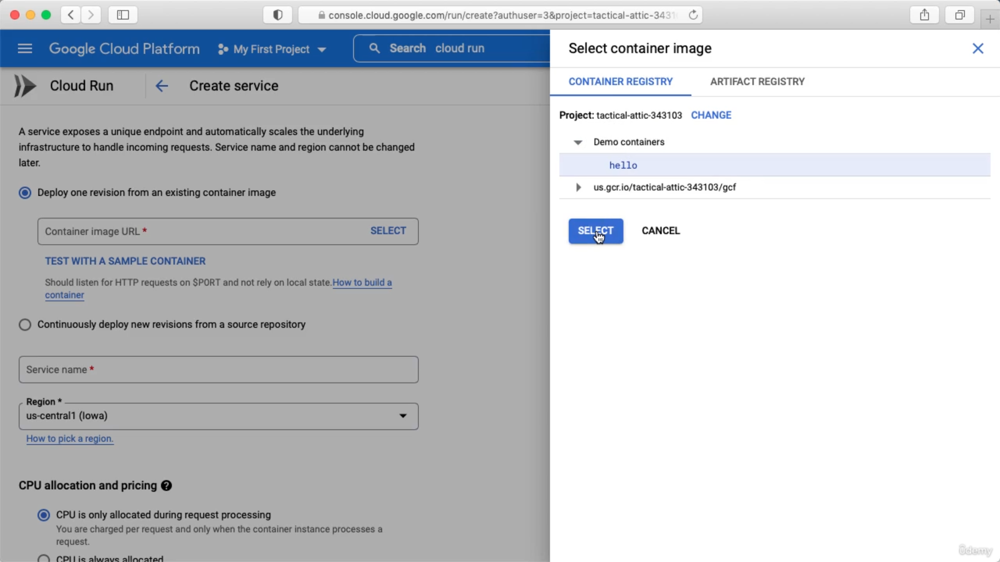 console.cloud.google.com/run/create?authuser=3&project=tactical-attic-3431
Google Cloud Platform
My First Project
Search cloud run
Cloud Run
Create service
A service exposes a unique endpoint and automatically scales the underlying
infrastructure to handle incoming requests. Service name and region cannot be changed
later.
Deploy one revision from an existing container image
Container image URL *
SELECT
TEST WITH A SAMPLE CONTAINER
Should listen for HTTP requests on $PORT and not rely on local state. How to build a
container
Continuously deploy new revisions from a source repository
Service name *
Region *
us-central1 (Iowa)
How to pick a region.
CPU allocation and pricing ?
CPU is only allocated during request processing
You are charged per request and only when the container instance processes a
request.
CPU is always allocated
Select container image
CONTAINER REGISTRY
ARTIFACT REGISTRY
Project: tactical-attic-343103 CHANGE
Demo containers
hello
us.gcr.io/tactical-attic-343103/gcf
SELECT
CANCEL
ûdemy